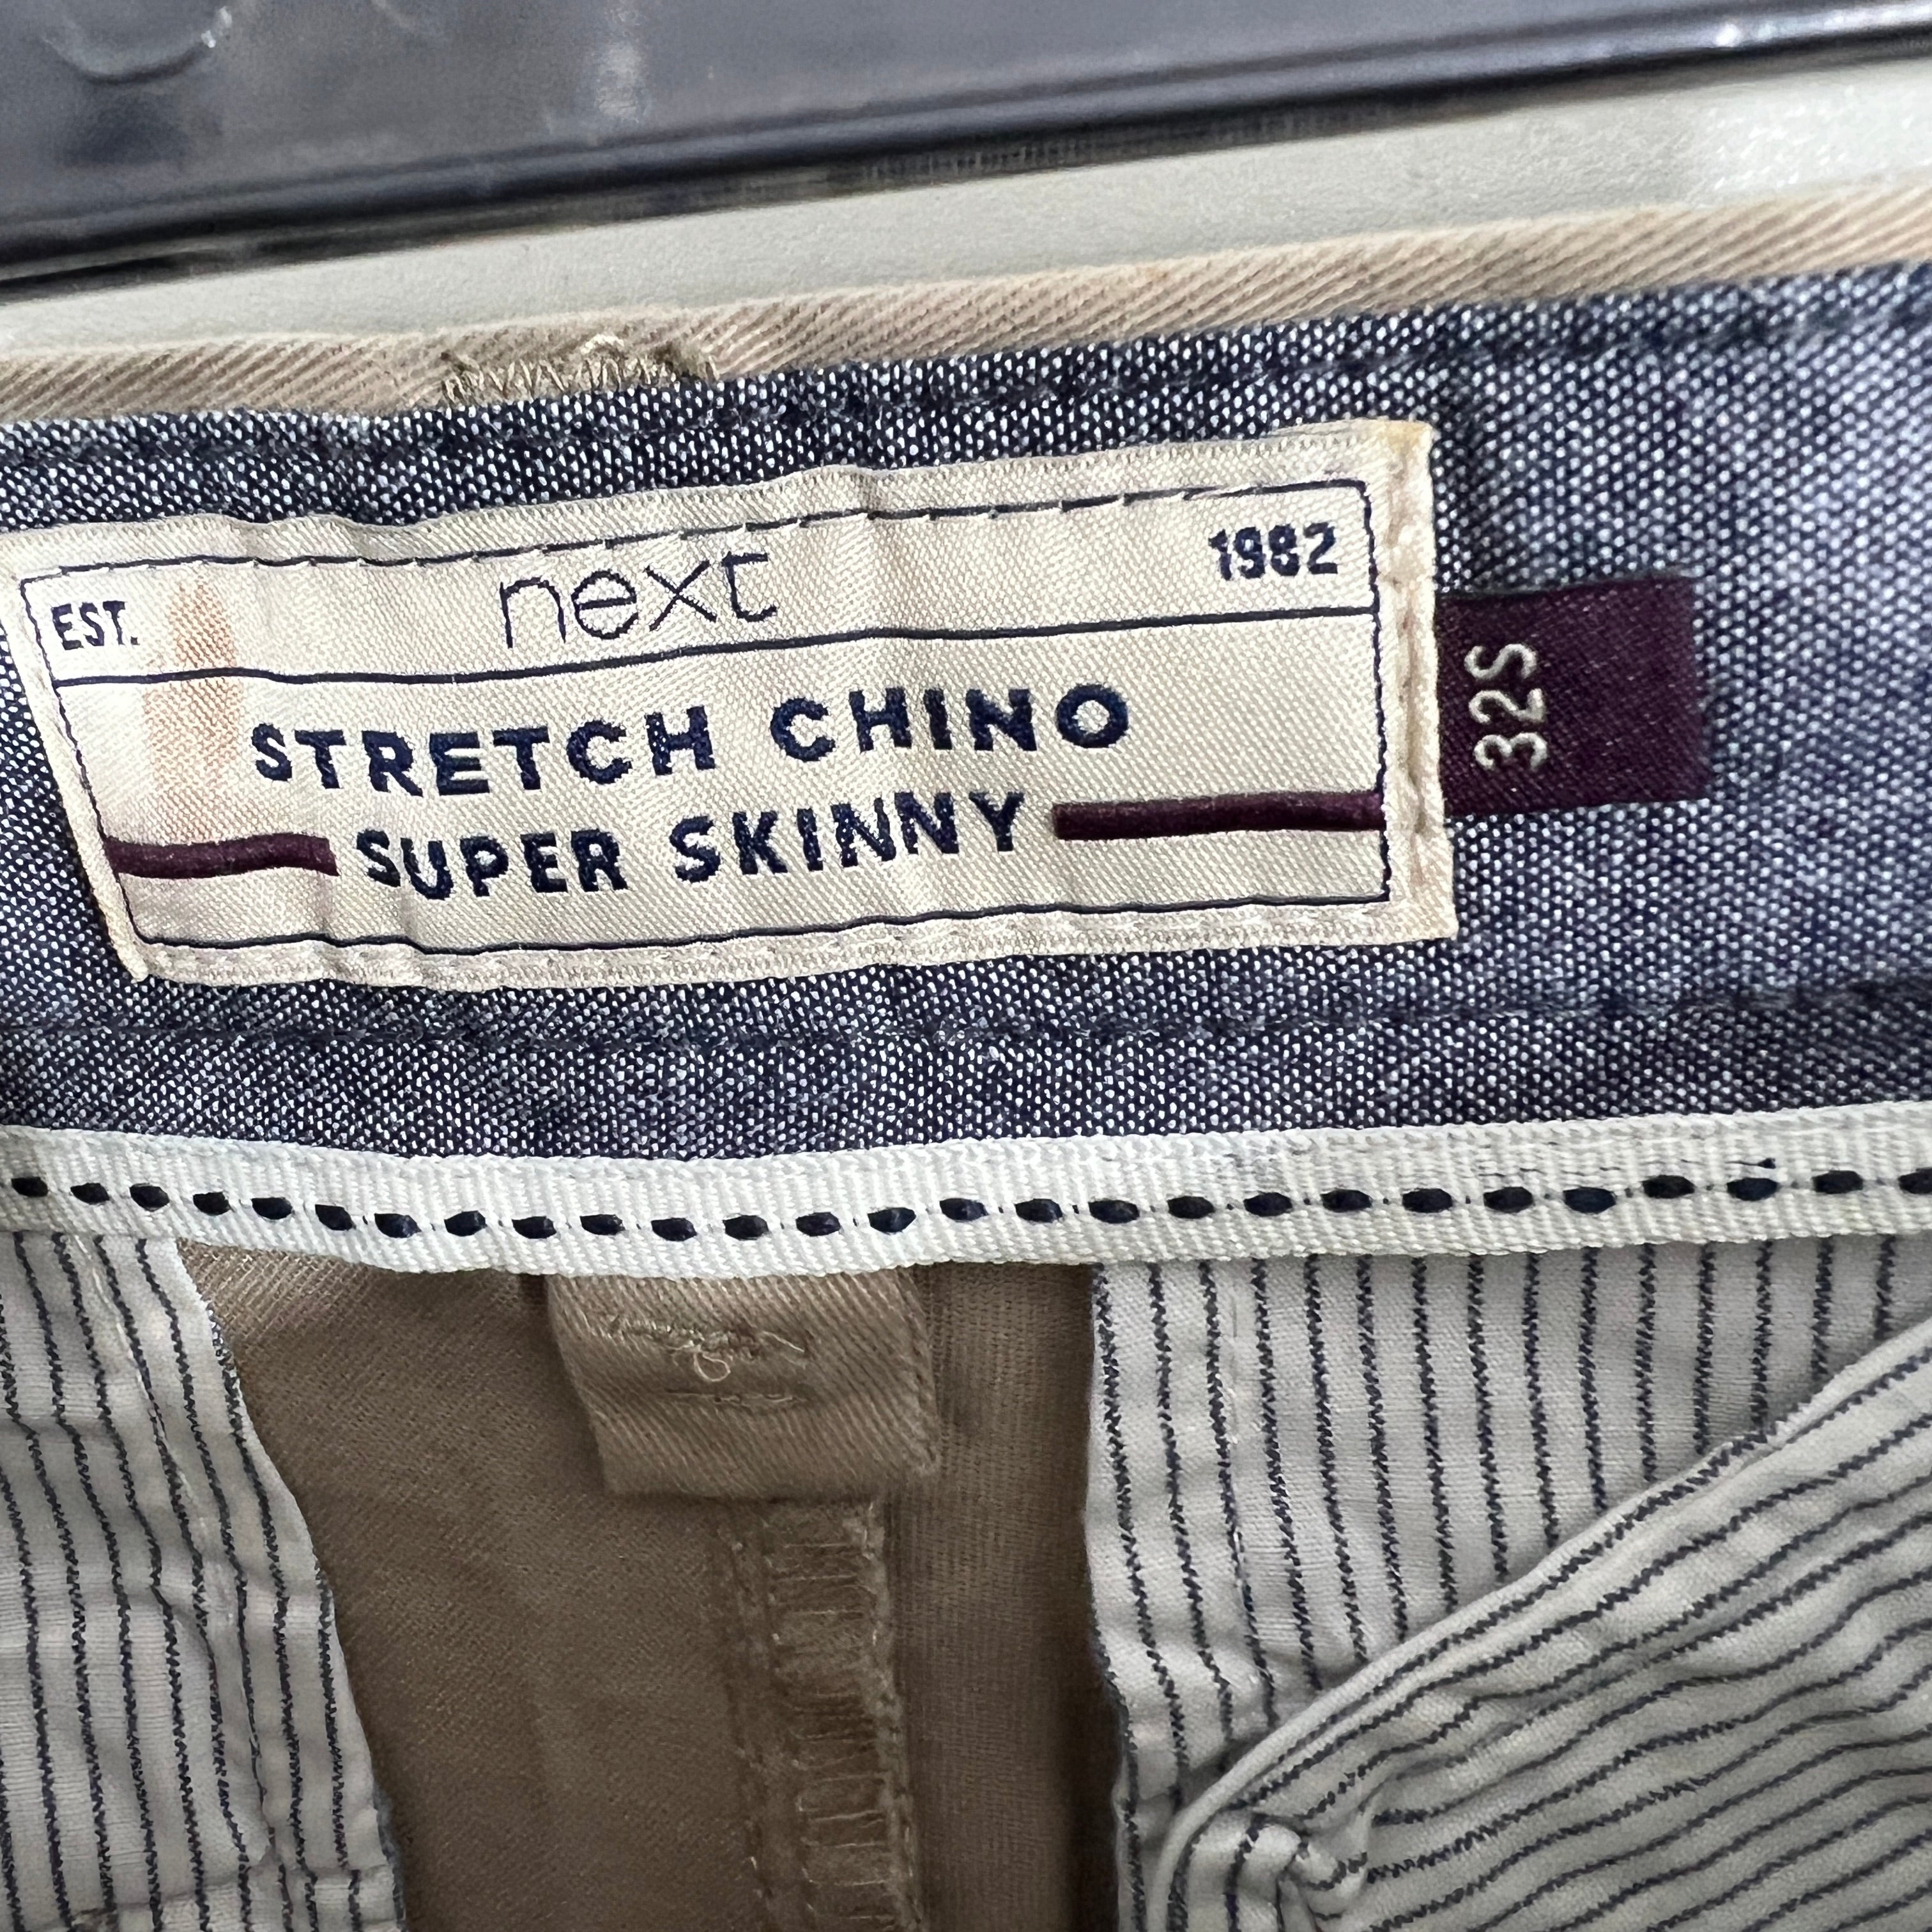 EST. next 1982
STRETCH CHINO
SUPER SKINNY
32S